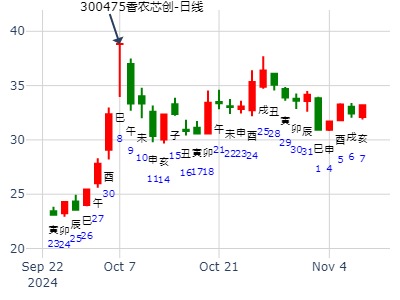 300475香农芯创-日线
40
35
30
25
20
寅 卯 辰 巳 午 酉 巳 午 未 申 亥 子 丑 寅 卯 午 未 申 酉 戌 丑 寅 卯 辰 巳 申 酉 戌 亥
23 24 25 26 27 30 8 9 10 11 14 15 16 17 18 21 22 23 24 25 28 29 30 31 1 4 5 6 7
Sep 22 Oct 7 Oct 21 Nov 4
2024